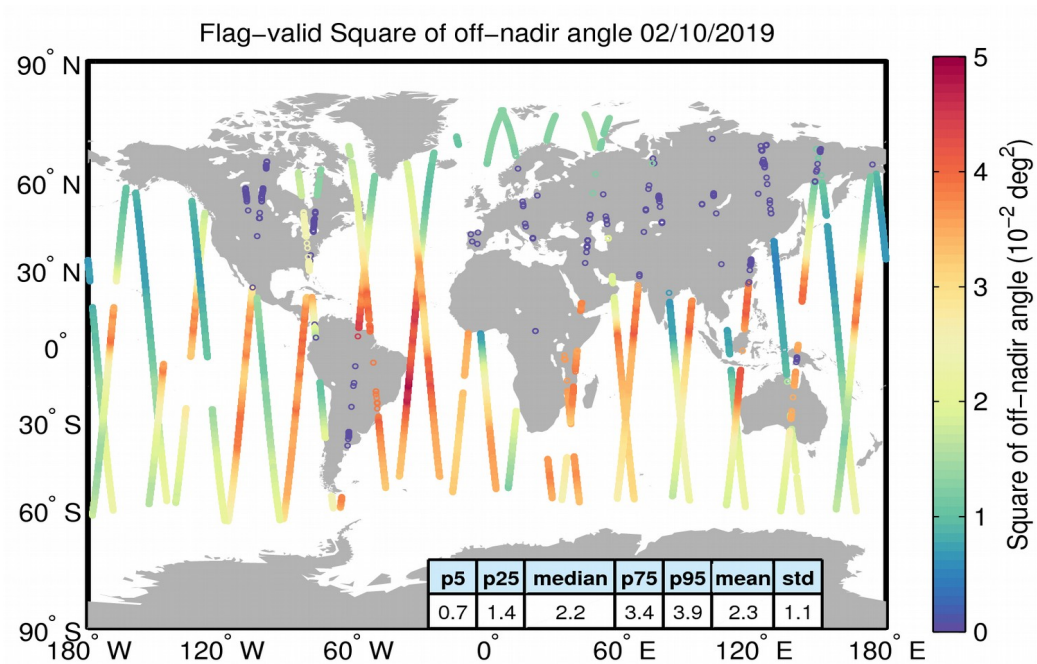 Flag–valid Square of off–nadir angle 02/10/2019
90° N
60° N
30° N
0°
30° S
60° S
90° S
180° W
120° W
60° W
0°
60° E
120° E
180° E
p5 p25 median p75 p95 mean std
0.7 1.4 2.2 3.4 3.9 2.3 1.1
5
4
3
2
1
0
Square of off–nadir angle (10⁻² deg²)